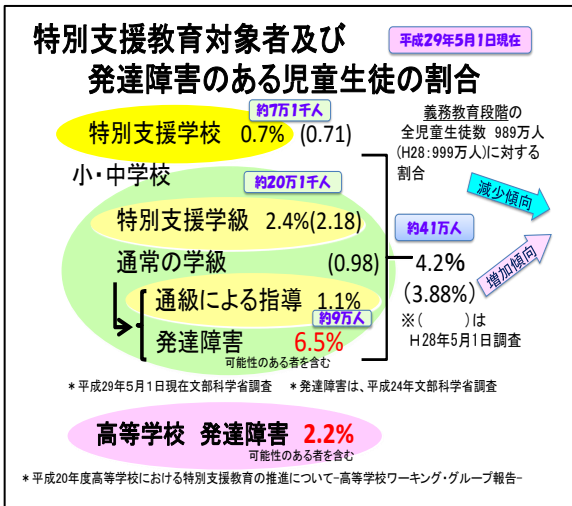 特別支援教育対象者及び
平成29年5月1日現在
発達障害のある児童生徒の割合
約7万1千人
特別支援学校 0.7% (0.71)
義務教育段階の
全児童生徒数 989万人
(H28:999万人)に対する
割合
小・中学校
約20万1千人
減少傾向
特別支援学級 2.4%(2.18)
約41万人
通常の学級 (0.98)
4.2%
増加傾向
(3.88%)
通級による指導 1.1%
約9万人
※( )は
H28年5月1日調査
発達障害 6.5%
可能性のある者を含む
*平成29年5月1日現在文部科学省調査 *発達障害は、平成24年文部科学省調査
高等学校 発達障害 2.2%
可能性のある者を含む
*平成20年度高等学校における特別支援教育の推進について-高等学校ワーキング・グループ報告-